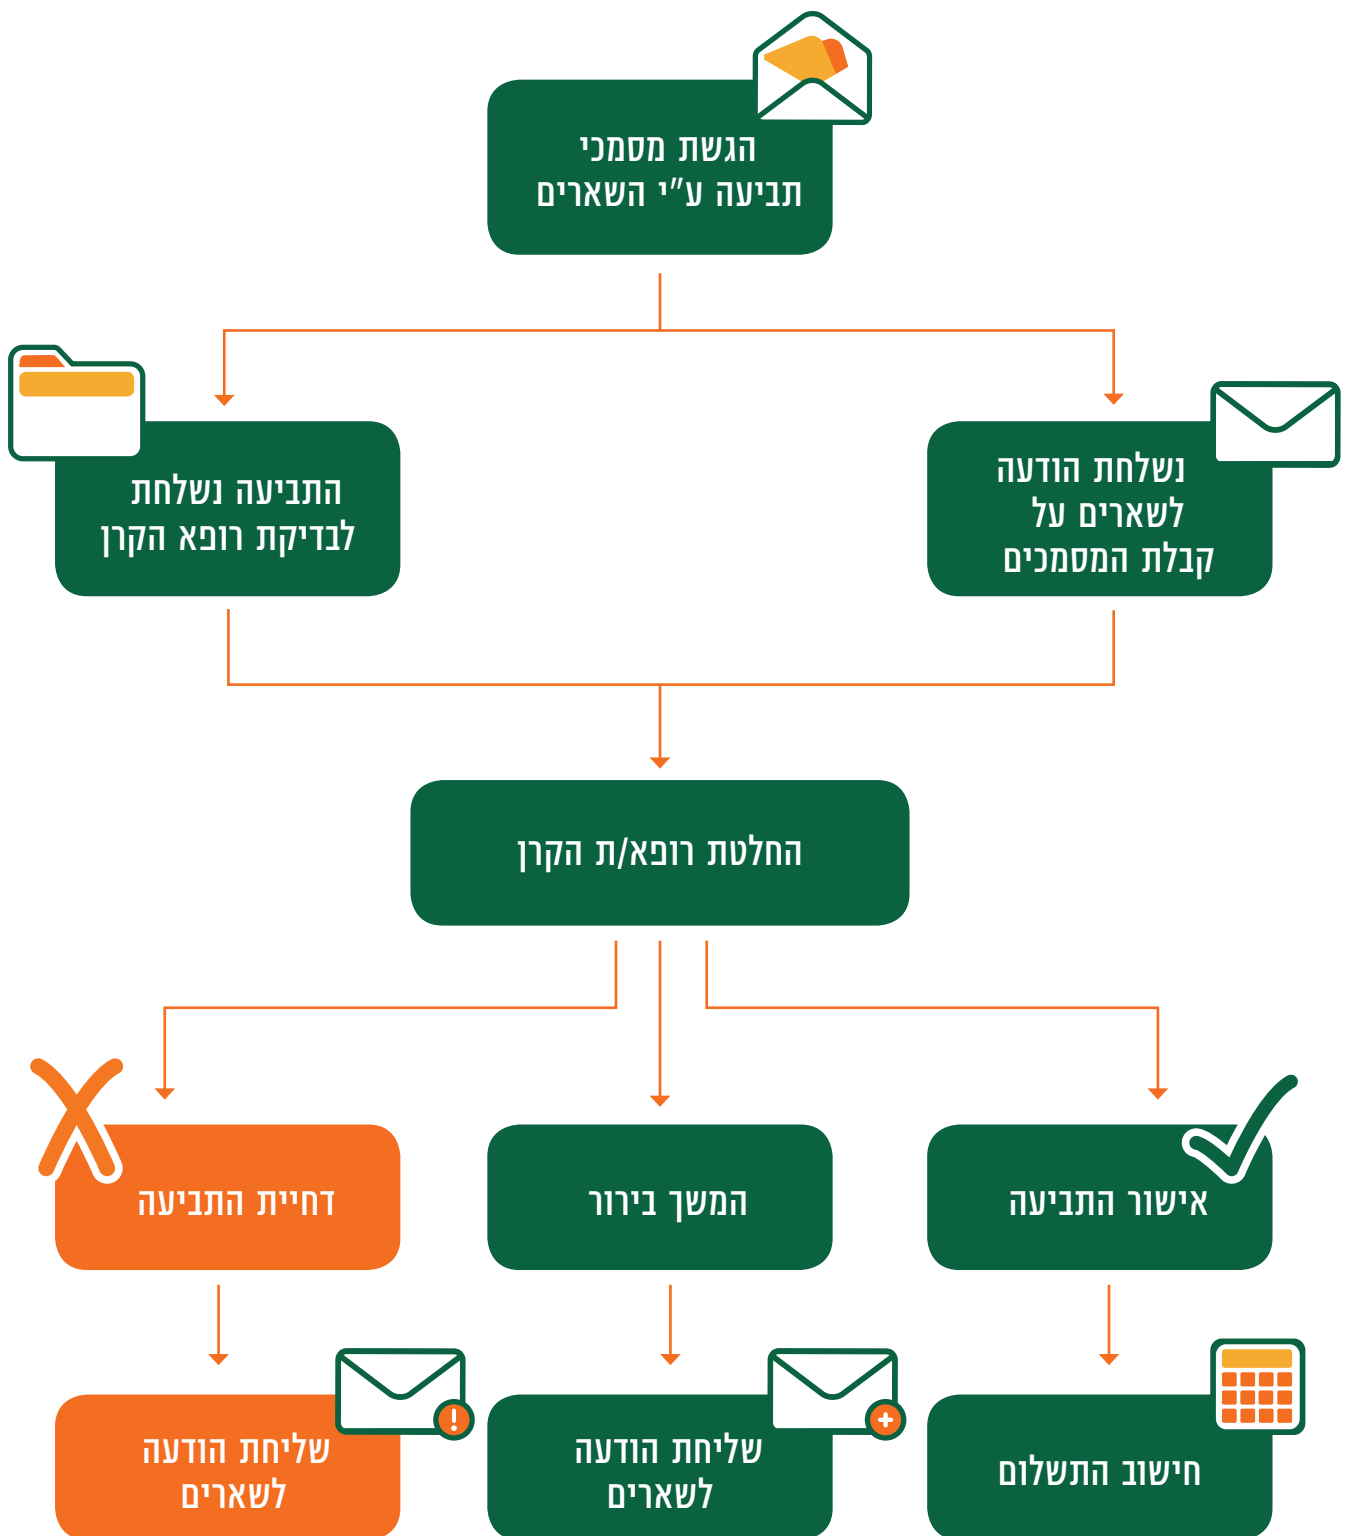 הגשת מסמכי
תביעה ע"י השארים
נשלחת הודעה
לשארים על
קבלת המסמכים
התביעה נשלחת
לבדיקת רופא הקרן
החלטת רופא/ת הקרן
אישור התביעה
המשך בירור
דחיית התביעה
חישוב התשלום
שליחת הודעה
לשארים
שליחת הודעה
לשארים